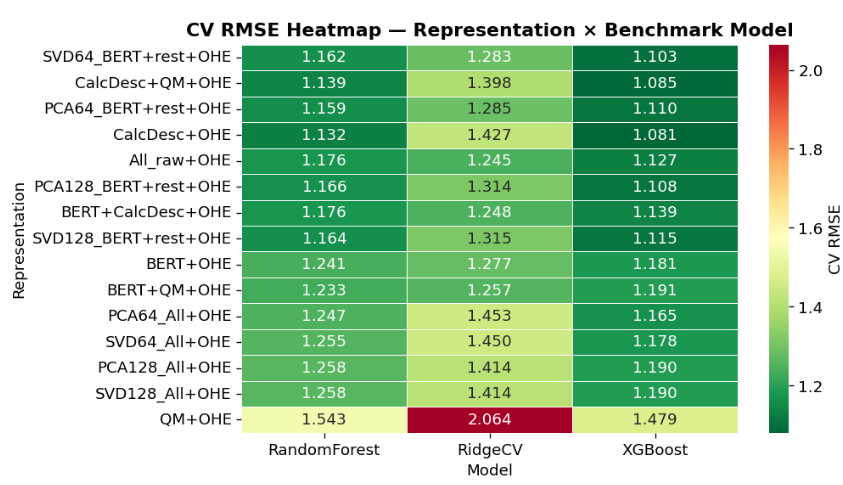 CV RMSE Heatmap — Representation × Benchmark Model
SVD64_BERT+rest+OHE 1.162 1.283 1.103
CalcDesc+QM+OHE 1.139 1.398 1.085
PCA64_BERT+rest+OHE 1.159 1.285 1.110
CalcDesc+OHE 1.132 1.427 1.081
All_raw+OHE 1.176 1.245 1.127
PCA128_BERT+rest+OHE 1.166 1.314 1.108
BERT+CalcDesc+OHE 1.176 1.248 1.139
SVD128_BERT+rest+OHE 1.164 1.315 1.115
BERT+OHE 1.241 1.277 1.181
BERT+QM+OHE 1.233 1.257 1.191
PCA64_All+OHE 1.247 1.453 1.165
SVD64_All+OHE 1.255 1.450 1.178
PCA128_All+OHE 1.258 1.414 1.190
SVD128_All+OHE 1.258 1.414 1.190
QM+OHE 1.543 2.064 1.479
RandomForest RidgeCV XGBoost
Model
Representation
2.0
1.8
1.6
1.4
1.2
CV RMSE